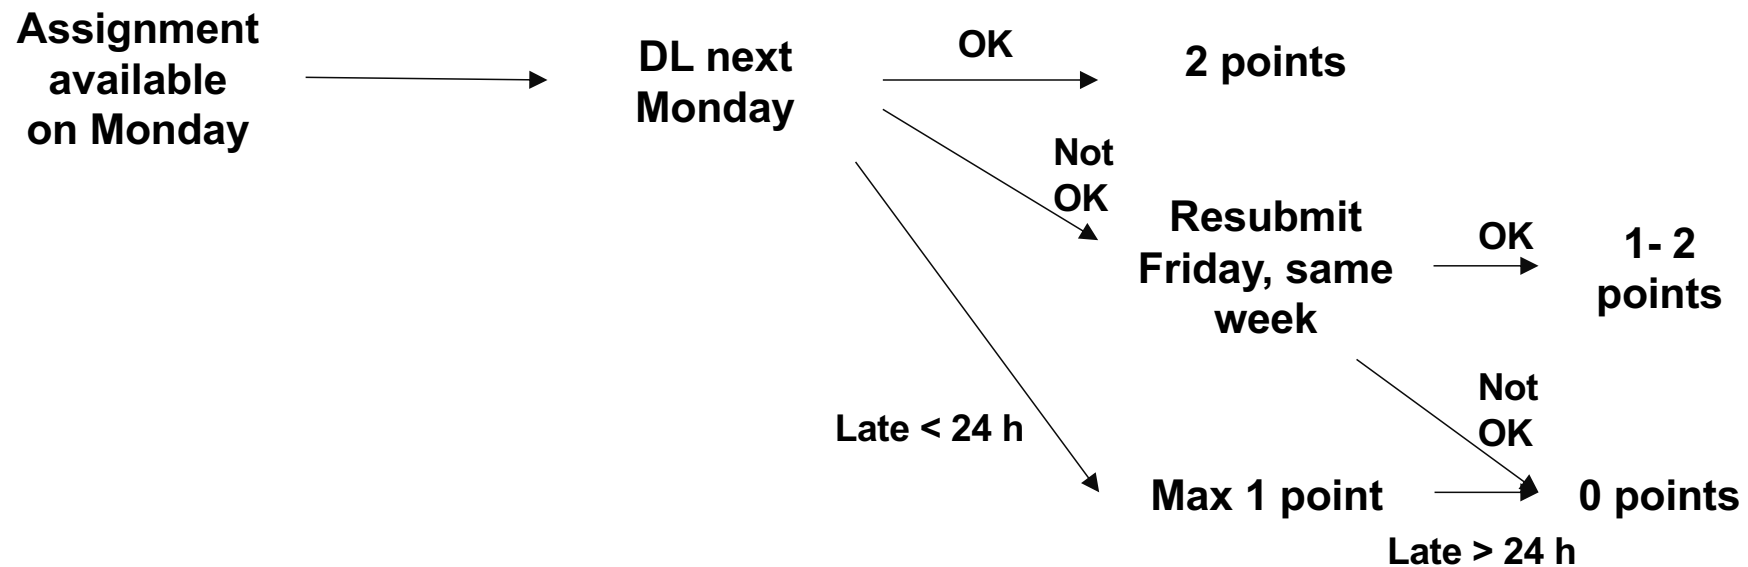 Assignment
available
on Monday
DL next
Monday
OK
2 points
Not
OK
Resubmit
Friday, same
week
OK
1- 2
points
Late < 24 h
Not
OK
Max 1 point
0 points
Late > 24 h